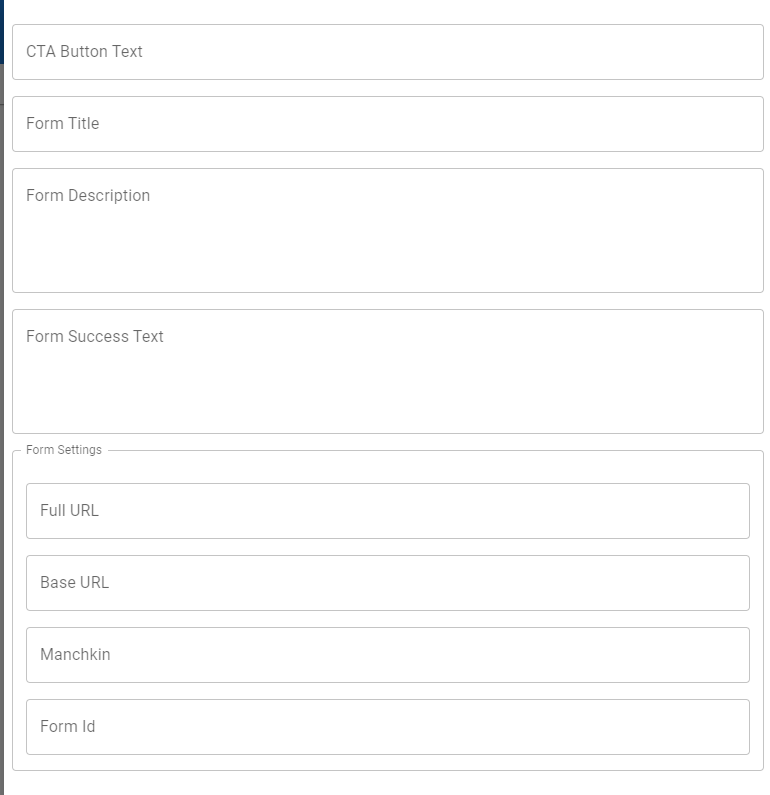 CTA Button Text
Form Title
Form Description
Form Success Text
Form Settings
Full URL
Base URL
Manchkin
Form Id